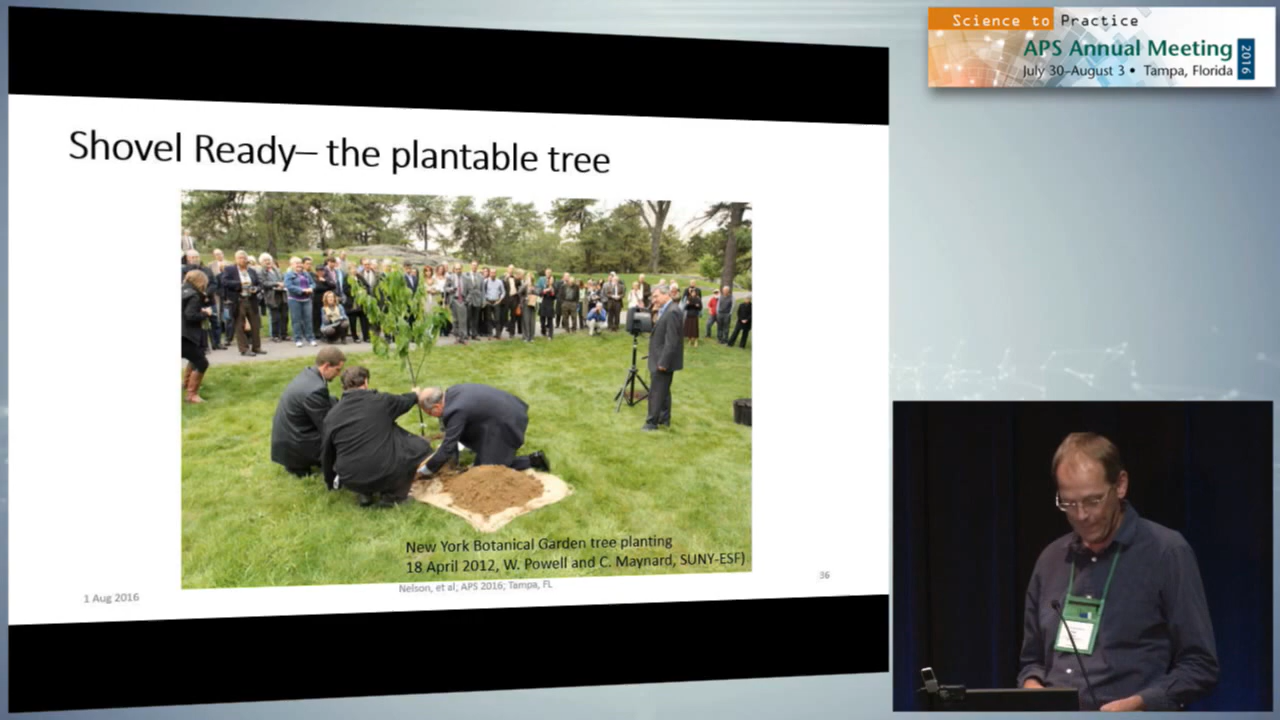 Science to Practice
APS Annual Meeting
2016
July 30–August 3 • Tampa, Florida
Shovel Ready– the plantable tree
New York Botanical Garden tree planting
18 April 2012, W. Powell and C. Maynard, SUNY-ESF)
Nelson, et al; APS 2016; Tampa, FL
36
1 Aug 2016